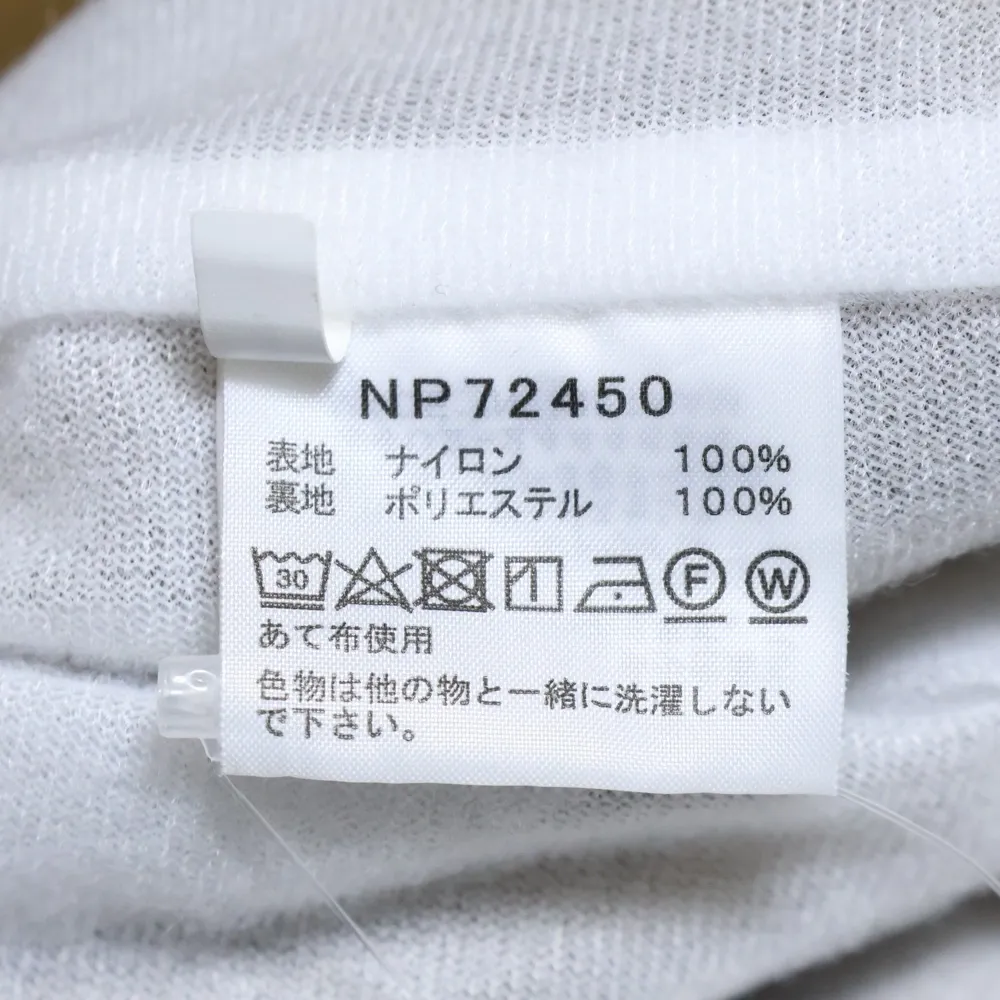 NP72450
表地 ナイロン 100%
裏地 ポリエステル 100%
30 F W
あて布使用
色物は他の物と一緒に洗濯しない
で下さい。